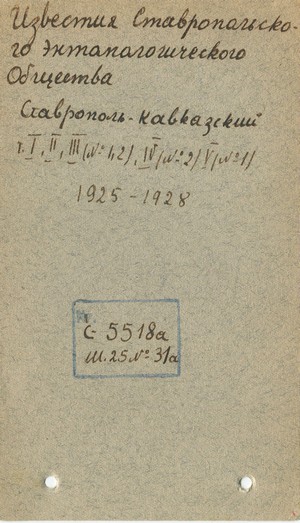 Известия Ставропольско-
го Энтомологического
Общества
Ставрополь-Кавказский
т. I, II, III (№ 1,2), IV (№ 2) V (№ 1)
1925 - 1928
С-5518а
Ш.25 № 31а